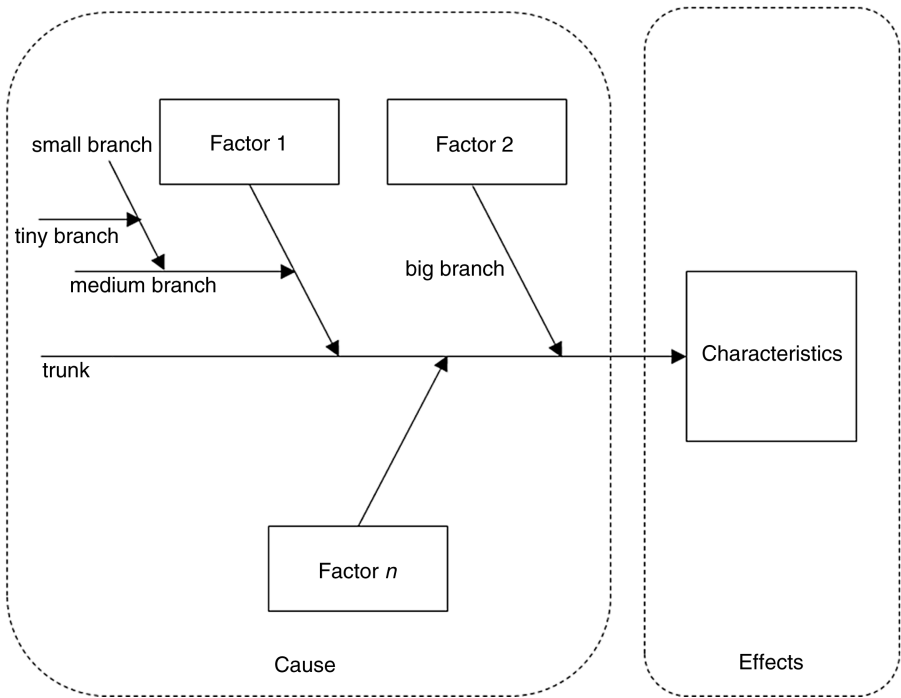 Factor 1
Factor 2
small branch
tiny branch
big branch
medium branch
Characteristics
trunk
Factor n
Cause
Effects